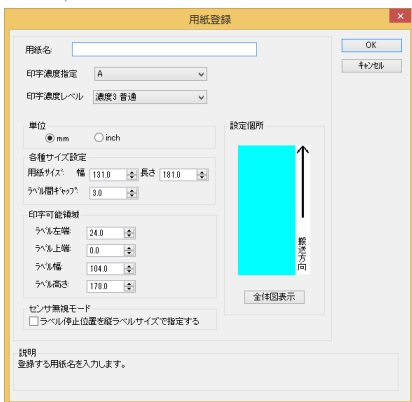 用紙登録
用紙名:
OK
キャンセル
印字濃度指定 A
印字濃度レベル 濃度3 普通
単位
mm inch
設定個所
各種サイズ設定
用紙サイズ: 幅 131.0 長さ 181.0
ラベル間ギャップ: 3.0
印字可能領域
ラベル左端: 24.0
ラベル上端: 0.0
ラベル幅: 104.0
ラベル高さ: 178.0
搬送方向
全体図表示
センサ無視モード
ラベル停止位置を縦ラベルサイズで指定する
説明
登録する用紙名を入力します。